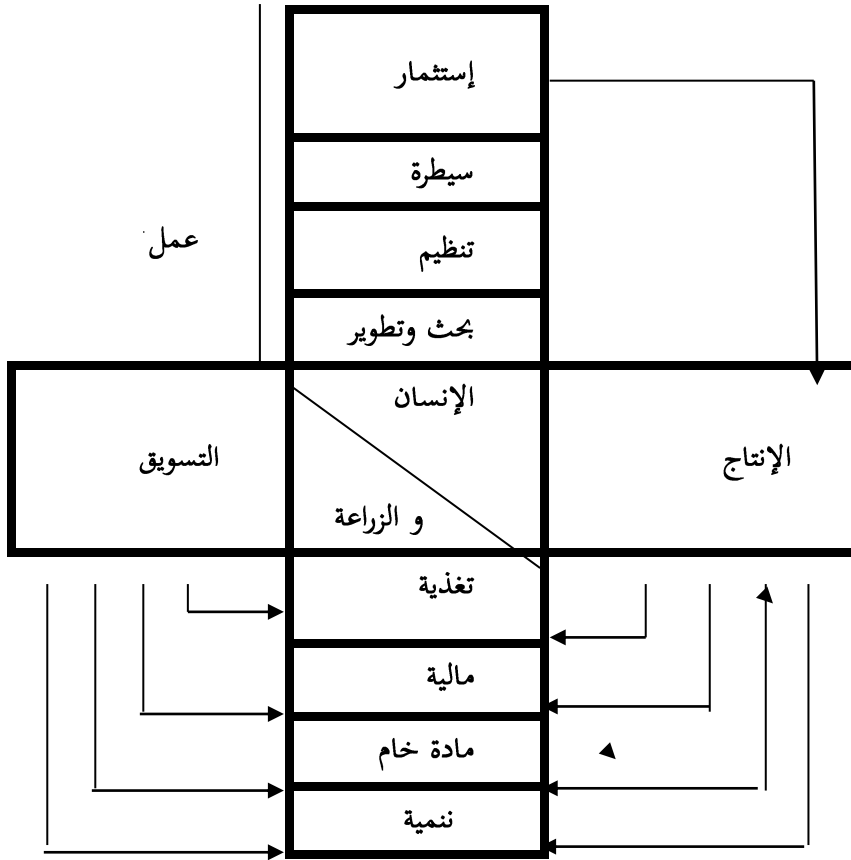 إستثمار
سيطرة
عمل
تنظيم
بحث وتطوير
الإنسان
الإنتاج
التسويق
و الزراعة
تغذية
مالية
مادة خام
ننمية